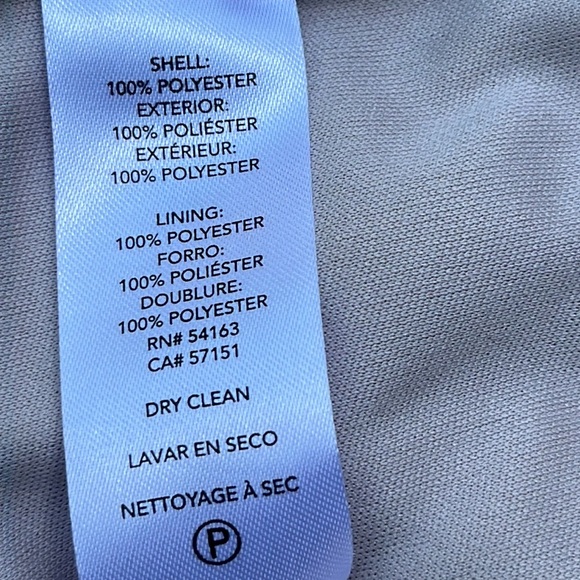 SHELL:
100% POLYESTER
EXTERIOR:
100% POLIÉSTER
EXTÉRIEUR:
100% POLYESTER
LINING:
100% POLYESTER
FORRO:
100% POLIÉSTER
DOUBLURE:
100% POLYESTER
RN# 54163
CA# 57151
DRY CLEAN
LAVAR EN SECO
NETTOYAGE À SEC
P